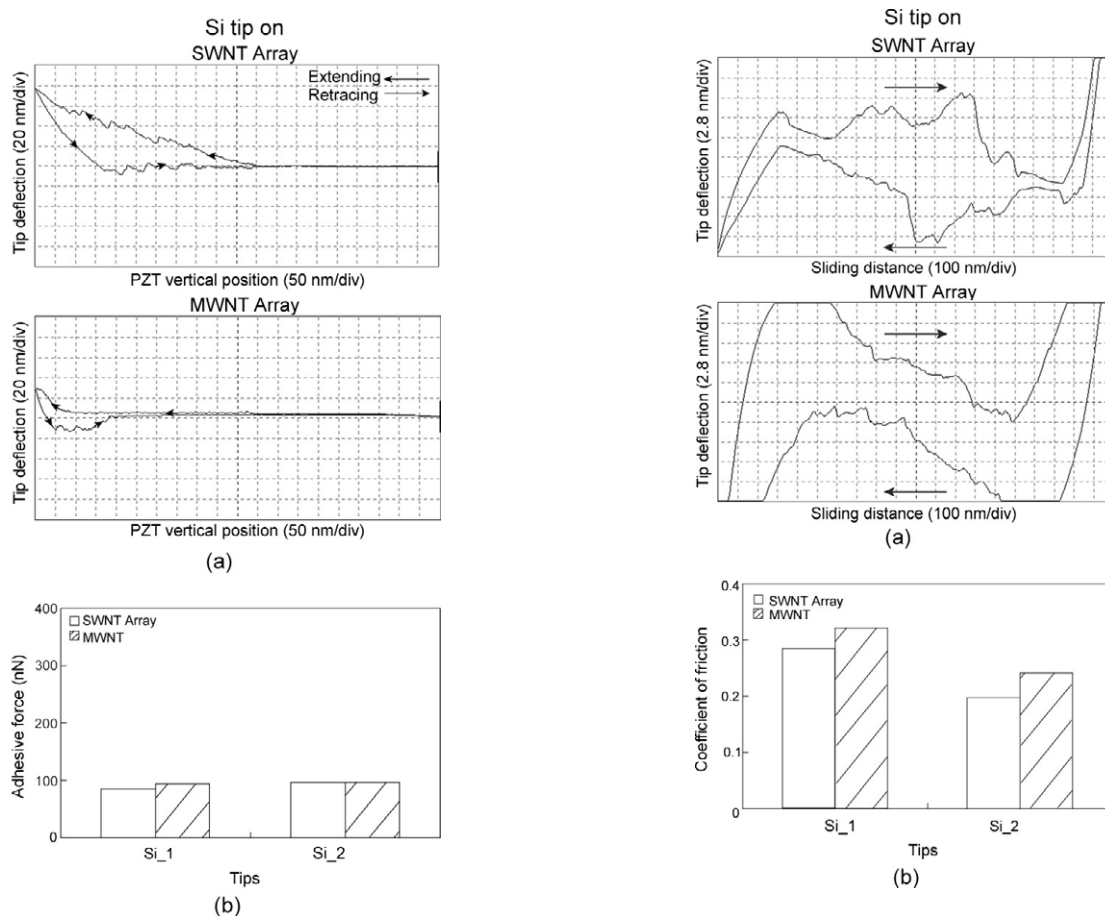 Si tip on
SWNT Array
Extending
Retracing
Tip deflection (20 nm/div)
PZT vertical position (50 nm/div)
MWNT Array
Tip deflection (20 nm/div)
PZT vertical position (50 nm/div)
(a)
400
300
200
100
0
SWNT Array
MWNT
Adhesive force (nN)
Si_1
Si_2
Tips
(b)
Si tip on
SWNT Array
Tip deflection (2.8 nm/div)
Sliding distance (100 nm/div)
MWNT Array
Tip deflection (2.8 nm/div)
Sliding distance (100 nm/div)
(a)
0.4
0.3
0.2
0.1
0
SWNT Array
MWNT
Coefficient of friction
Si_1
Si_2
Tips
(b)